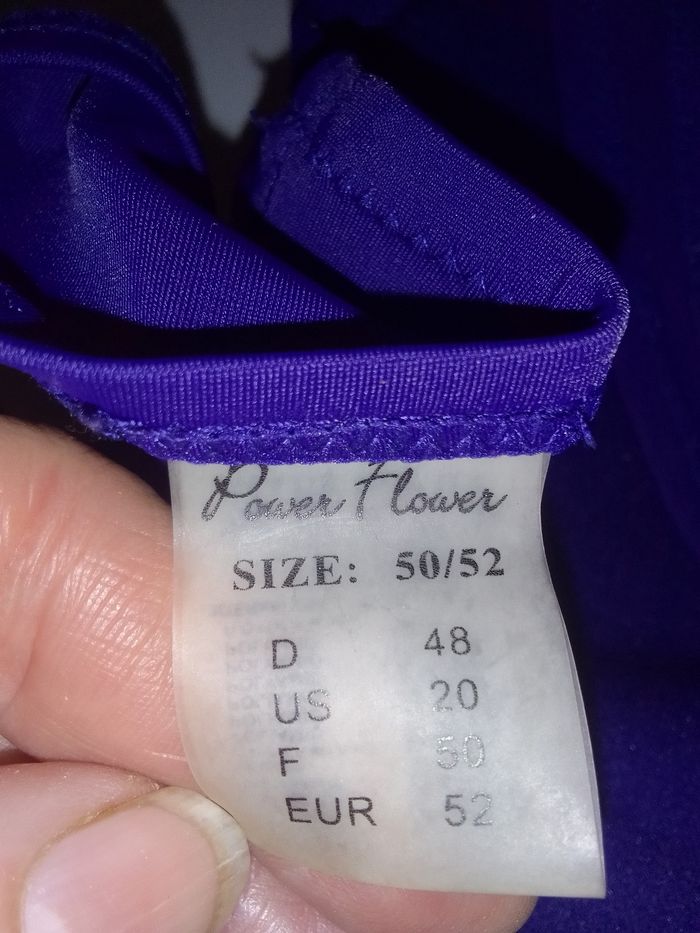 Power Flower
SIZE: 50/52
D 48
US 20
F 50
EUR 52